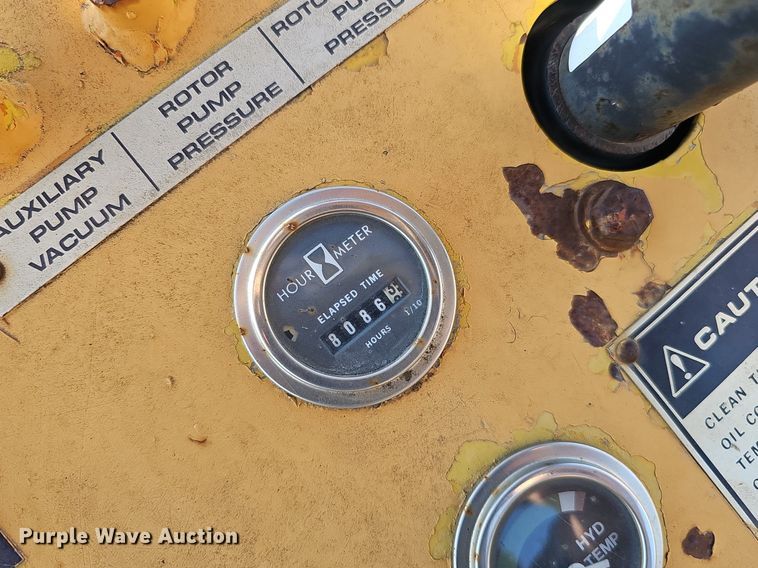 AUXILIARY
PUMP
VACUUM
ROTOR
PUMP
PRESSURE
ROTOR
PUMP
PRESSURE
HOUR METER
ELAPSED TIME
8086
HOURS 1/10
CLEAN
OIL
HYD
TEMP
Purple Wave Auction